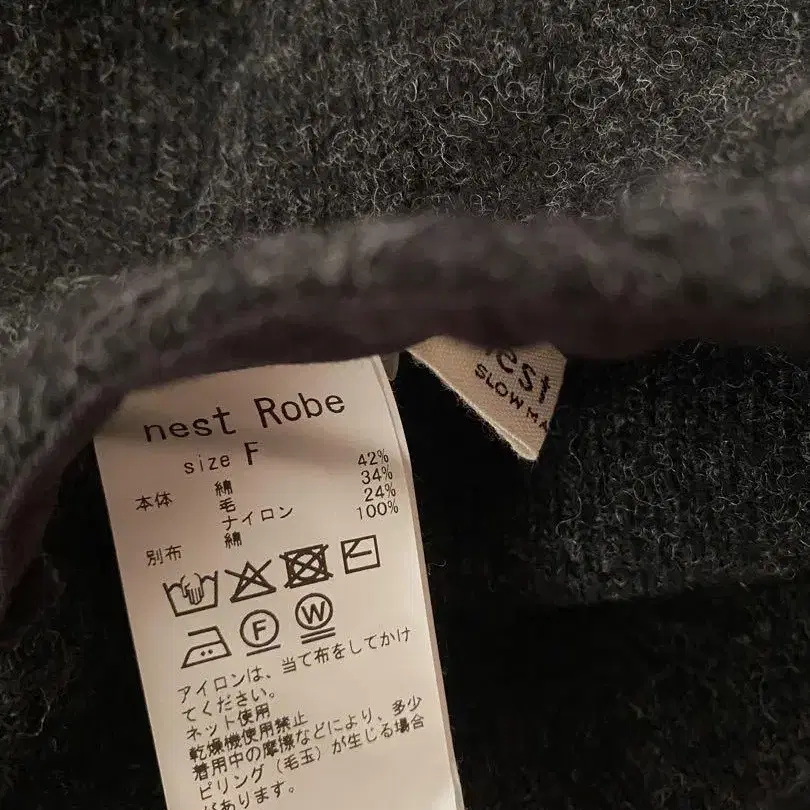 nest Robe
size F
本体 綿 42%
毛 34%
ナイロン 24%
別布 綿 100%
F
W
アイロンは、当て布をしてかけ
てください。
ネット使用
乾燥機使用禁止
着用中の摩擦などにより、多少
ピリング(毛玉)が生じる場合
があります。
est
SLOW MA